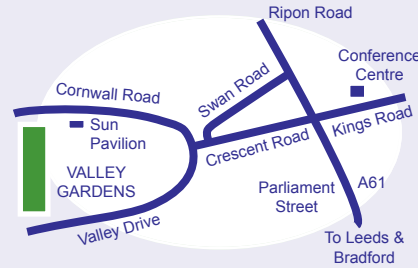 Ripon Road
Conference
Centre
Cornwall Road
Swan Road
Sun
Pavilion
Kings Road
Crescent Road
VALLEY
GARDENS
Parliament
Street
A61
Valley Drive
To Leeds &
Bradford